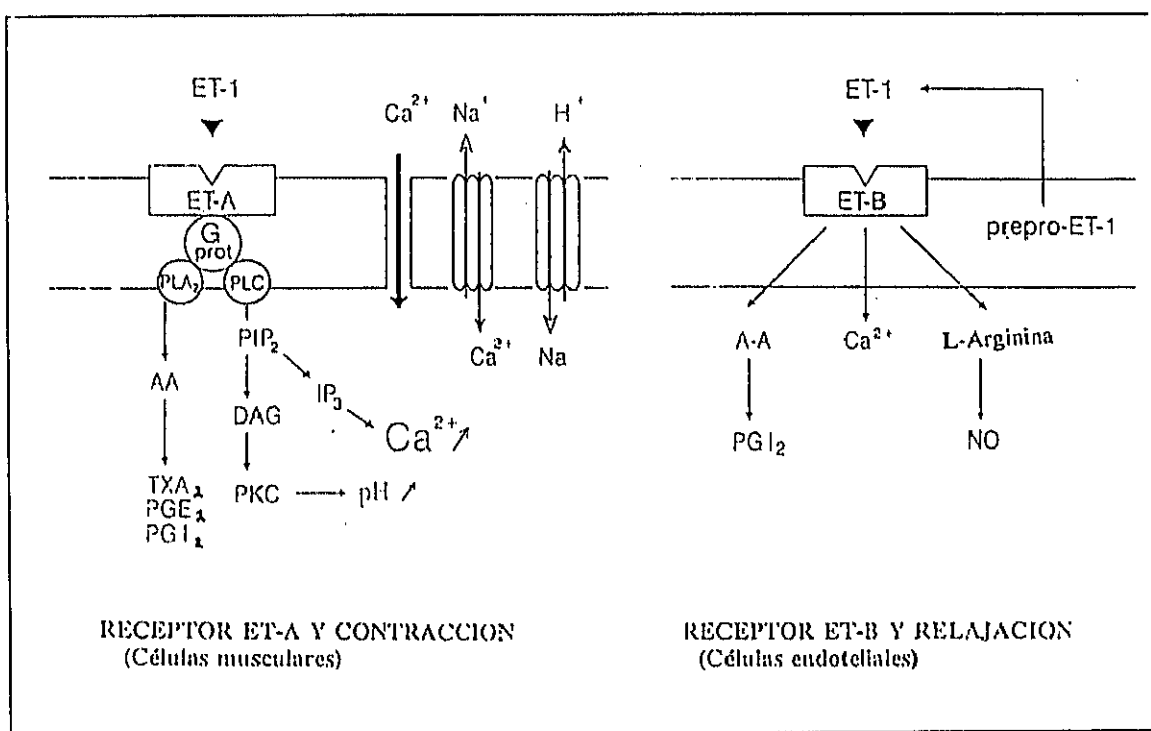 ET-1
Ca²⁺
Na⁺
H⁺
ET-A
G
prot
PLA₂
PLC
PIP₂
Ca²⁺
Na
AA
IP₃
DAG
Ca²⁺↗
TXA₂
PGE₂
PGI₂
PKC → pH ↗
RECEPTOR ET-A Y CONTRACCION
(Células musculares)
ET-1
ET-B
prepro-ET-1
A-A
Ca²⁺
L-Arginina
PGI₂
NO
RECEPTOR ET-B Y RELAJACION
(Células endoteliales)